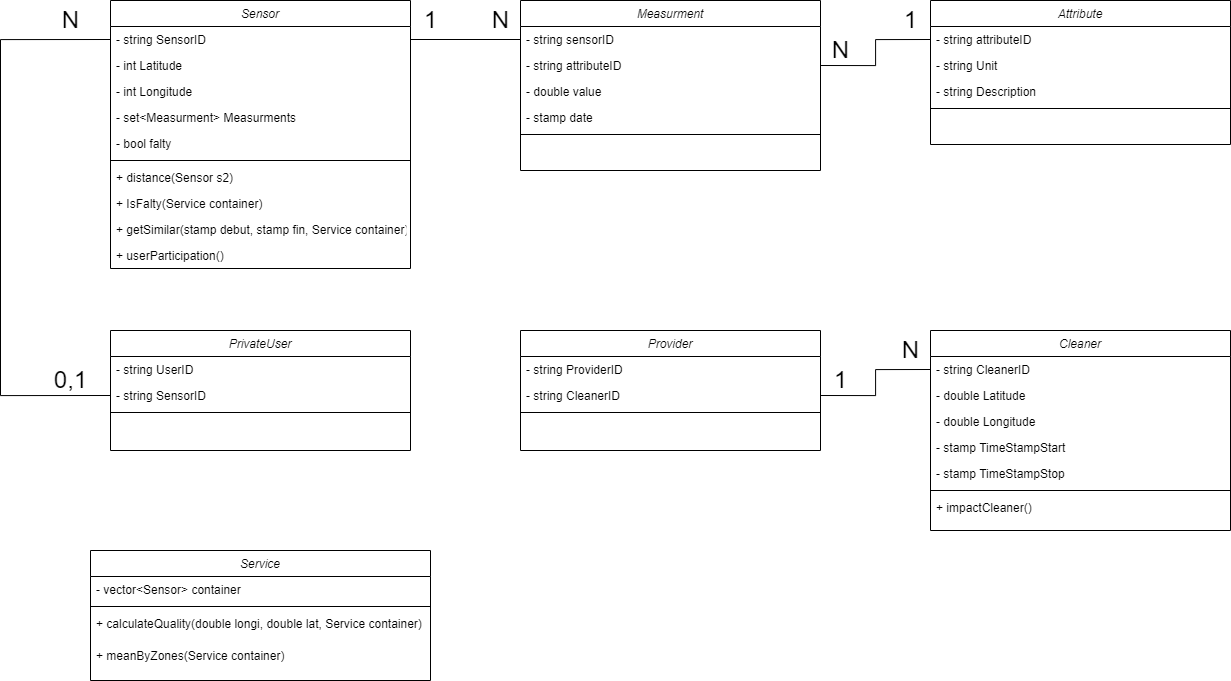 N
Sensor
- string SensorID
- int Latitude
- int Longitude
- set<Measurment> Measurments
- bool falty
+ distance(Sensor s2)
+ IsFalty(Service container)
+ getSimilar(stamp debut, stamp fin, Service container)
+ userParticipation()
1
N
Measurment
- string sensorID
- string attributeID
- double value
- stamp date
N
1
Attribute
- string attributeID
- string Unit
- string Description
0,1
PrivateUser
- string UserID
- string SensorID
Provider
- string ProviderID
- string CleanerID
1
N
Cleaner
- string CleanerID
- double Latitude
- double Longitude
- stamp TimeStampStart
- stamp TimeStampStop
+ impactCleaner()
Service
- vector<Sensor> container
+ calculateQuality(double longi, double lat, Service container)
+ meanByZones(Service container)